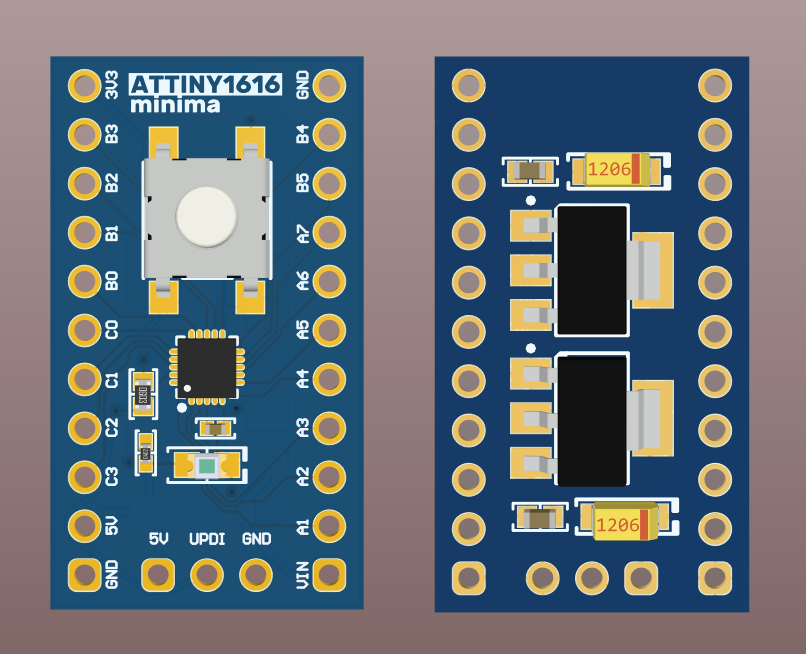 ATTINY1616
minima
3V3
B3
B2
B1
B0
C0
C1
C2
C3
5V
GND
GND
B4
B5
A7
A6
A5
A4
A3
A2
A1
VIN
5V UPDI GND
1206
1206